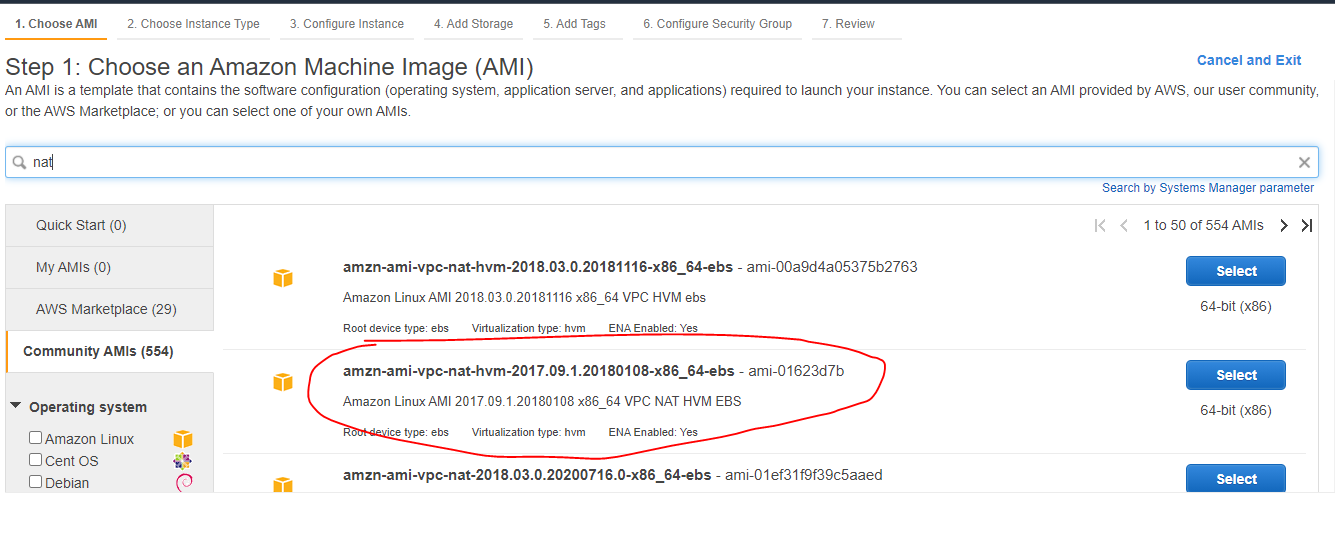 1. Choose AMI 2. Choose Instance Type 3. Configure Instance 4. Add Storage 5. Add Tags 6. Configure Security Group 7. Review
Step 1: Choose an Amazon Machine Image (AMI)
Cancel and Exit
An AMI is a template that contains the software configuration (operating system, application server, and applications) required to launch your instance. You can select an AMI provided by AWS, our user community,
or the AWS Marketplace; or you can select one of your own AMIs.
nat
Search by Systems Manager parameter
Quick Start (0)
My AMIs (0)
AWS Marketplace (29)
Community AMIs (554)
Operating system
Amazon Linux
Cent OS
Debian
1 to 50 of 554 AMIs
amzn-ami-vpc-nat-hvm-2018.03.0.20181116-x86_64-ebs - ami-00a9d4a05375b2763
Select
Amazon Linux AMI 2018.03.0.20181116 x86_64 VPC HVM ebs
64-bit (x86)
Root device type: ebs Virtualization type: hvm ENA Enabled: Yes
amzn-ami-vpc-nat-hvm-2017.09.1.20180108-x86_64-ebs - ami-01623d7b
Select
Amazon Linux AMI 2017.09.1.20180108 x86_64 VPC NAT HVM EBS
64-bit (x86)
Root device type: ebs Virtualization type: hvm ENA Enabled: Yes
amzn-ami-vpc-nat-2018.03.0.20200716.0-x86_64-ebs - ami-01ef31f9f39c5aaed
Select